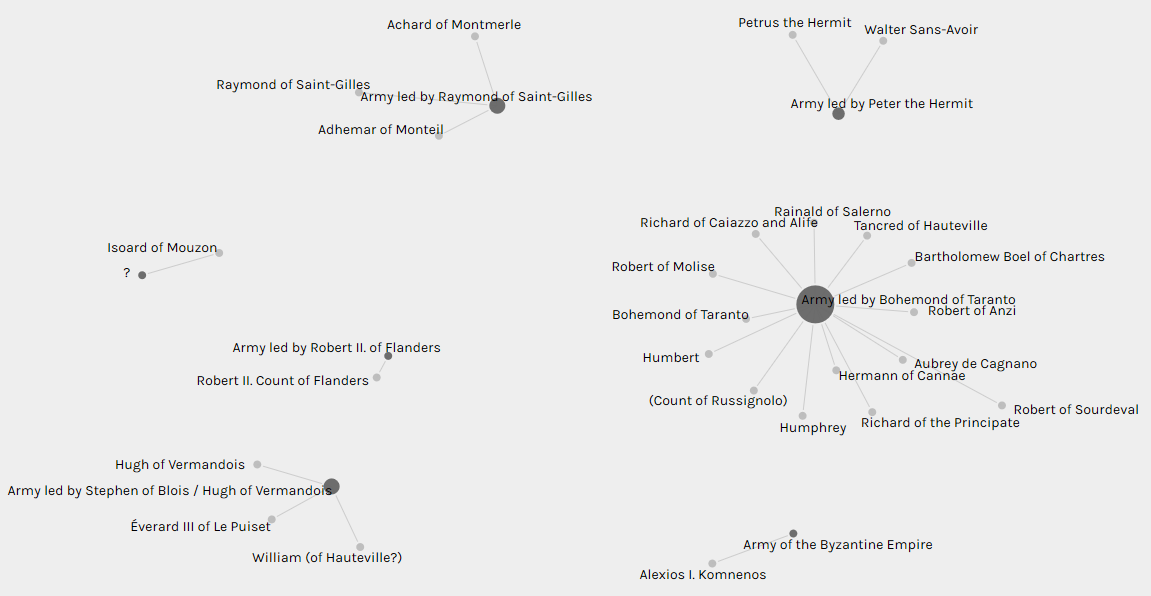 Achard of Montmerle
Petrus the Hermit
Walter Sans-Avoir
Raymond of Saint-Gilles
Army led by Raymond of Saint-Gilles
Army led by Peter the Hermit
Adhemar of Monteil
Rainald of Salerno
Richard of Caiazzo and Alife
Tancred of Hauteville
Isoard of Mouzon
Bartholomew Boel of Chartres
Robert of Molise
?
Army led by Bohemond of Taranto
Robert of Anzi
Bohemond of Taranto
Army led by Robert II. of Flanders
Humbert
Aubrey de Cagnano
Hermann of Cannae
Robert II. Count of Flanders
(Count of Russignolo)
Robert of Sourdeval
Richard of the Principate
Humphrey
Hugh of Vermandois
Army led by Stephen of Blois / Hugh of Vermandois
Éverard III of Le Puiset
Army of the Byzantine Empire
William (of Hauteville?)
Alexios I. Komnenos